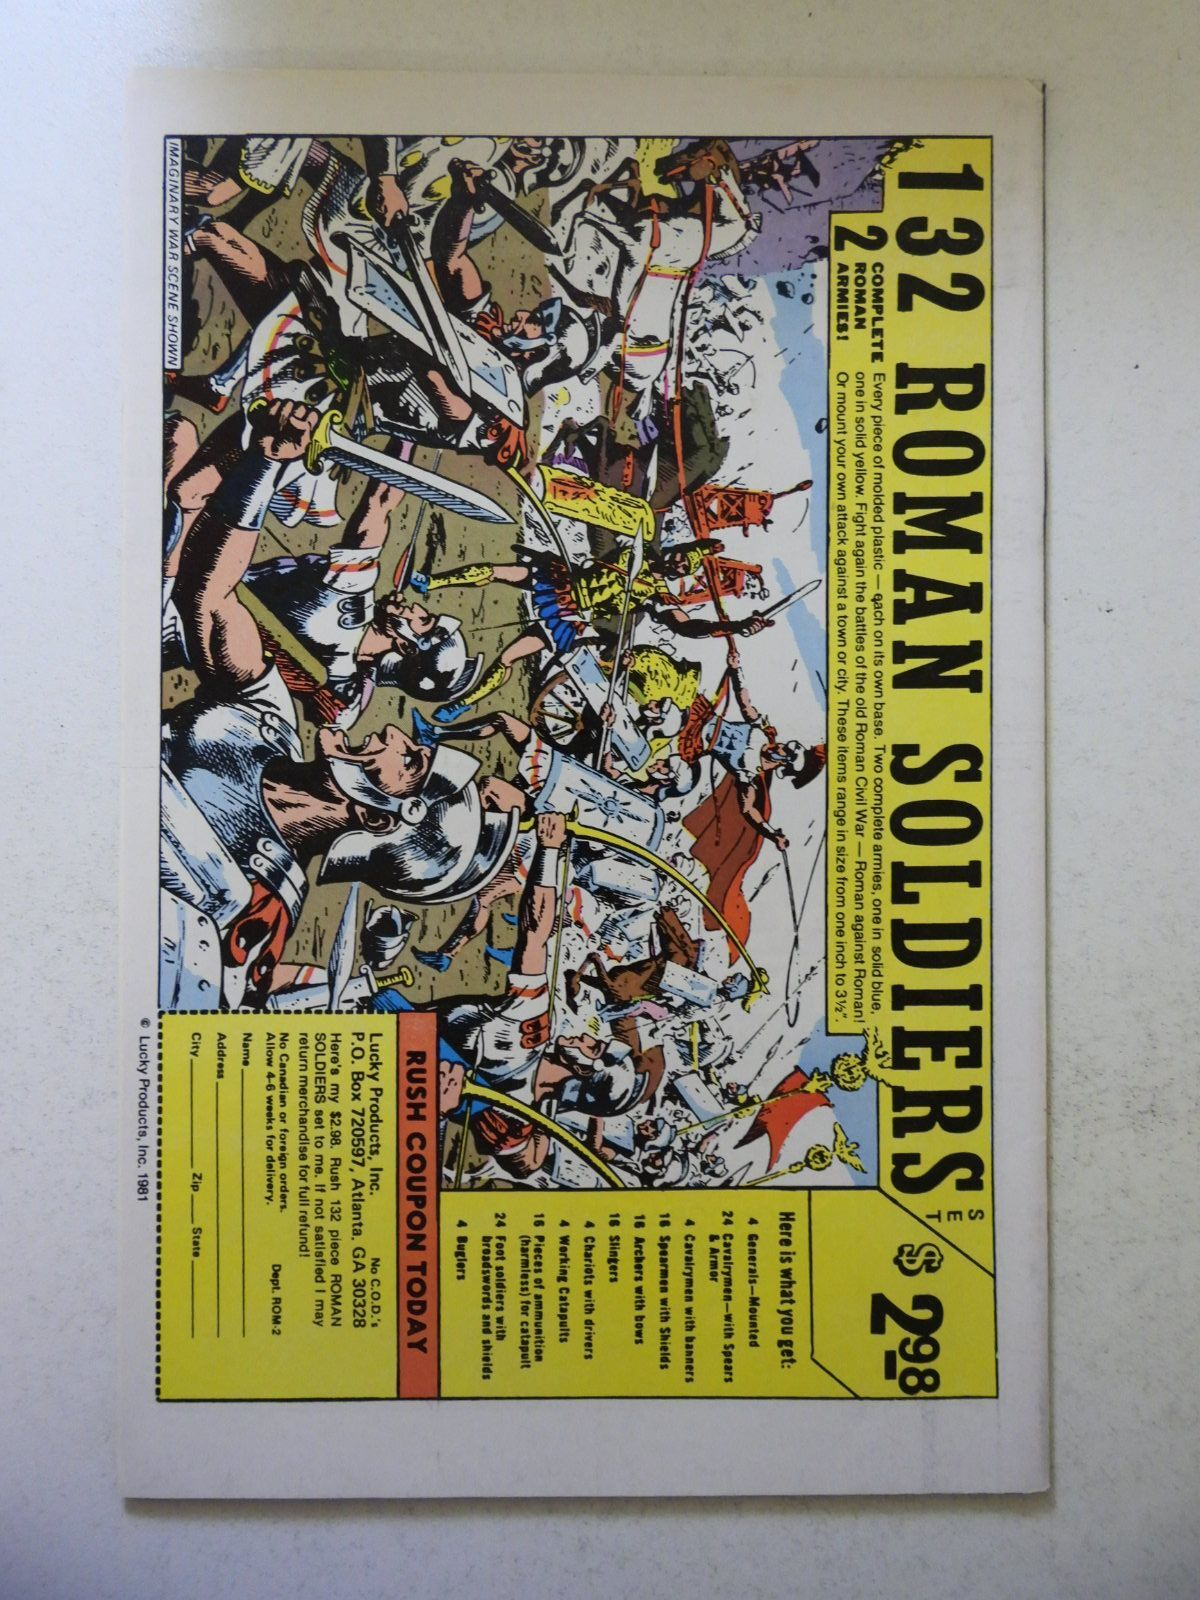 132 ROMAN SOLDIERS
SET
$2.98
2 COMPLETE
ROMAN
ARMIES!
Every piece of molded plastic — each on its own base. Two complete armies, one in solid blue,
one in solid yellow. Fight again the battles of the old Roman Civil War — Roman against Roman!
Or mount your own attack against a town or city. These items range in size from one inch to 3½".
Here is what you get:
4 Generals—Mounted
24 Cavalrymen—with Spears
& Armor
4 Cavalrymen with banners
16 Spearmen with Shields
16 Archers with bows
16 Slingers
4 Chariots with drivers
4 Working Catapults
16 Pieces of ammunition
(harmless) for catapult
24 Foot soldiers with
broadswords and shields
4 Buglers
RUSH COUPON TODAY
Lucky Products, Inc. No C.O.D.'s
P.O. Box 720597, Atlanta, GA 30328
Here's my $2.98. Rush 132 piece ROMAN
SOLDIERS set to me. If not satisfied I may
return merchandise for full refund!
No Canadian or foreign orders. Dept. ROM-2
Allow 4-6 weeks for delivery.
Name
Address
City Zip State
IMAGINARY WAR SCENE SHOWN
© Lucky Products, Inc. 1981